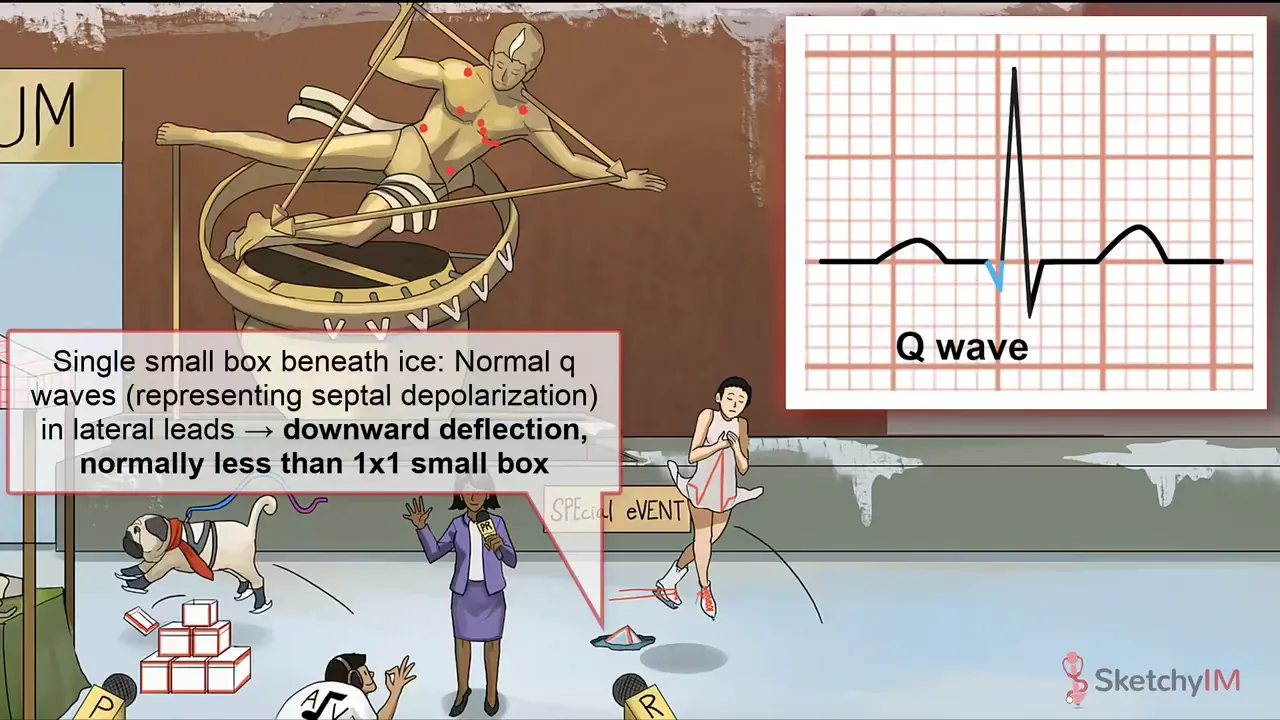 UM
Q wave
Single small box beneath ice: Normal q
waves (representing septal depolarization)
in lateral leads → downward deflection,
normally less than 1x1 small box
SPEcial eVENT
PR
V V V V V V
A V
P
R
SketchyIM